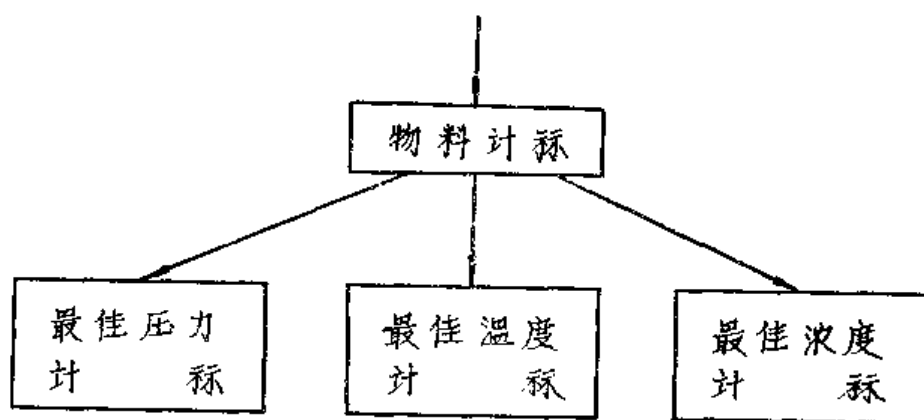 物料计祘
最佳压力
计 祘
最佳温度
计 祘
最佳浓度
计 祘